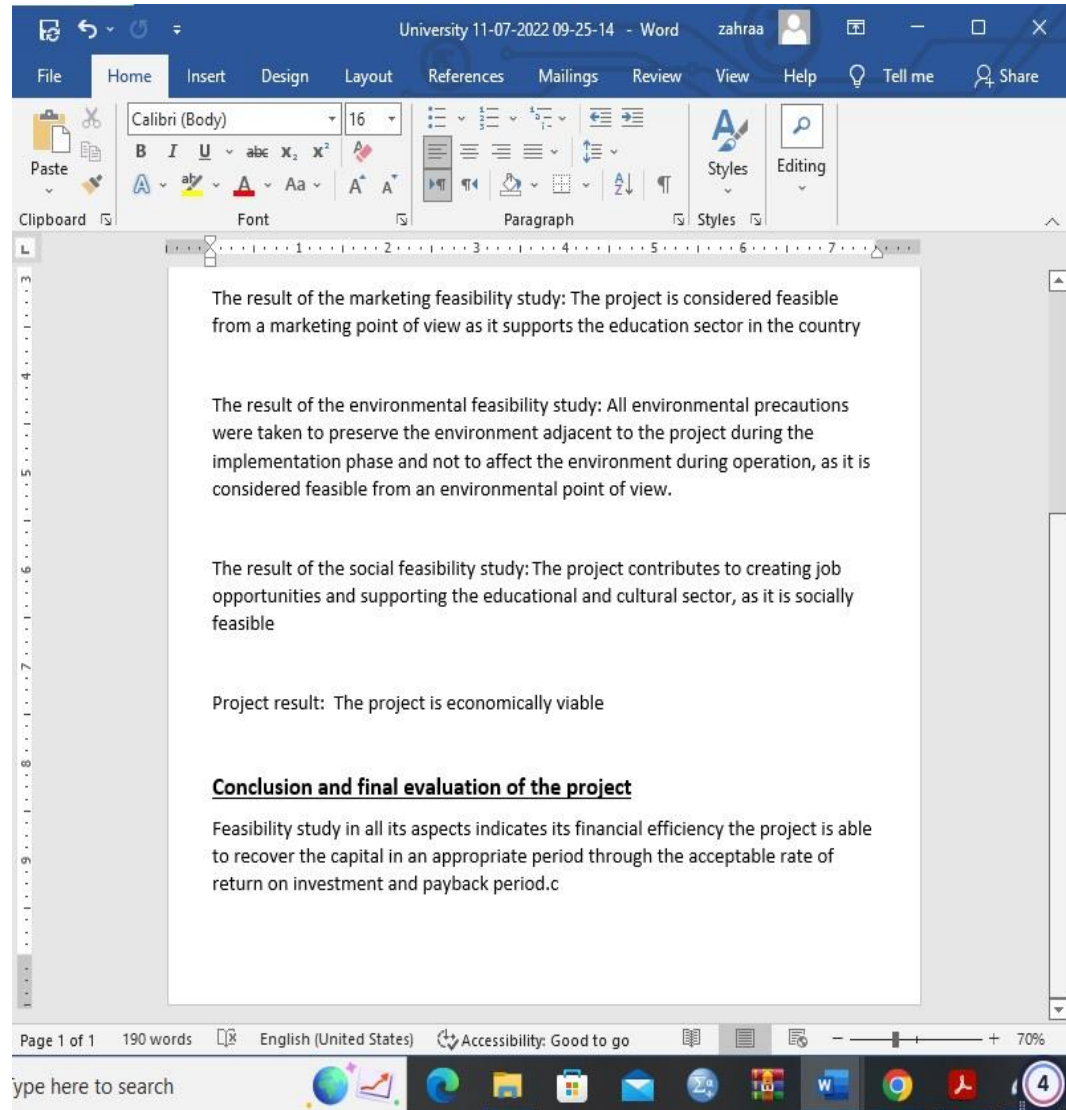 University 11-07-2022 09-25-14 - Word zahraa
File Home Insert Design Layout References Mailings Review View Help Tell me Share
Calibri (Body) 16
Paste
Styles Editing
Clipboard Font Paragraph Styles
1 2 3 4 5 6 7
The result of the marketing feasibility study: The project is considered feasible
from a marketing point of view as it supports the education sector in the country
The result of the environmental feasibility study: All environmental precautions
were taken to preserve the environment adjacent to the project during the
implementation phase and not to affect the environment during operation, as it is
considered feasible from an environmental point of view.
The result of the social feasibility study: The project contributes to creating job
opportunities and supporting the educational and cultural sector, as it is socially
feasible
Project result: The project is economically viable
Conclusion and final evaluation of the project
Feasibility study in all its aspects indicates its financial efficiency the project is able
to recover the capital in an appropriate period through the acceptable rate of
return on investment and payback period.c
Page 1 of 1 190 words English (United States) Accessibility: Good to go 70%
ype here to search 4